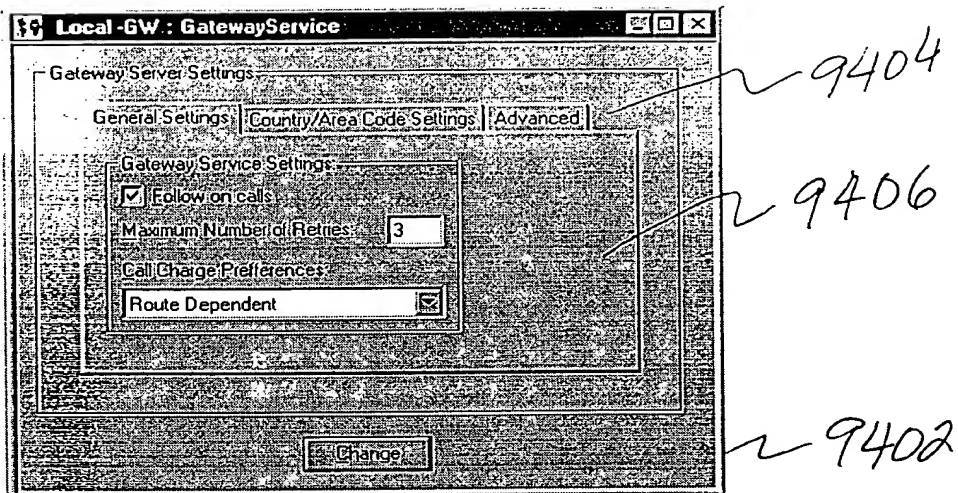 Local-GW : GatewayService
Gateway Server Settings
9404
General Settings Country/Area Code Settings Advanced
Gateway Service Settings
Follow on calls
9406
Maximum Number of Retries: 3
Call Charge Prefferences
Route Dependent
Change
9402